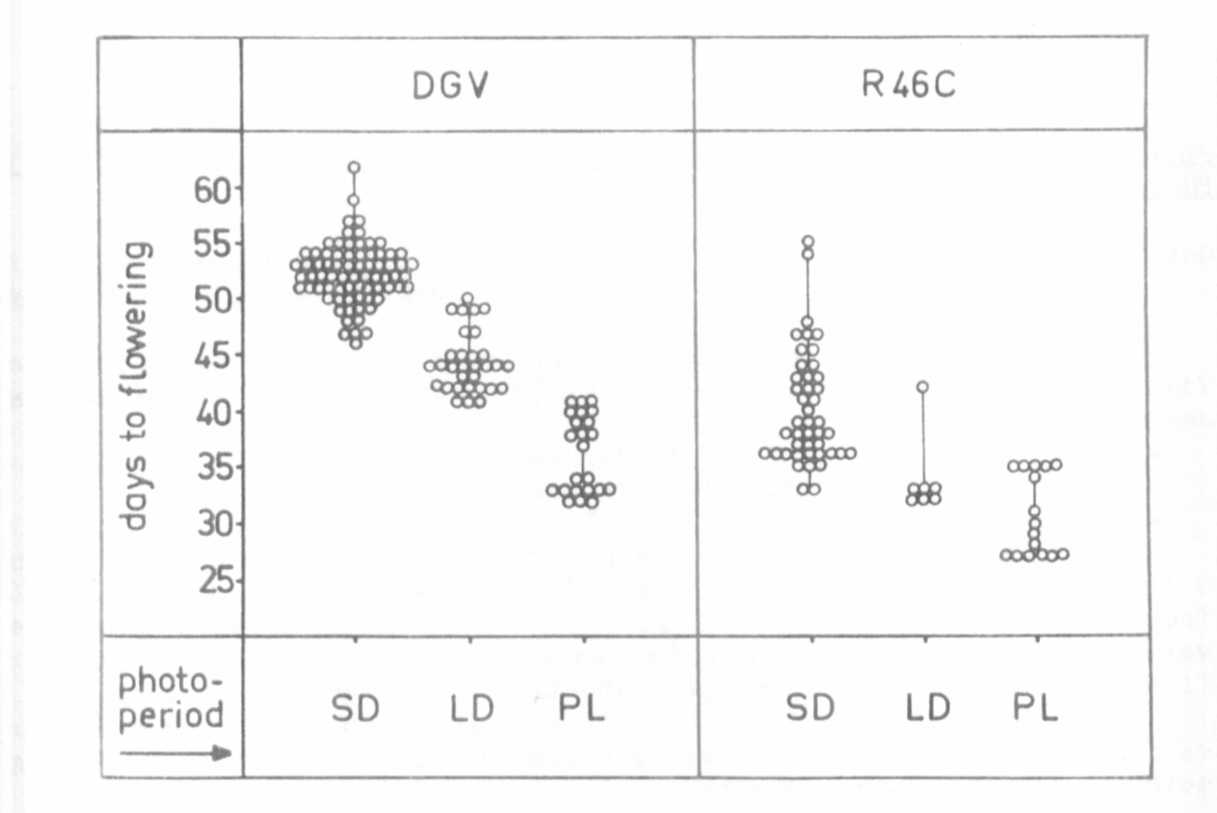 DGV
R46C
days to flowering
60
55
50
45
40
35
30
25
photo-
period
SD
LD
PL
SD
LD
PL